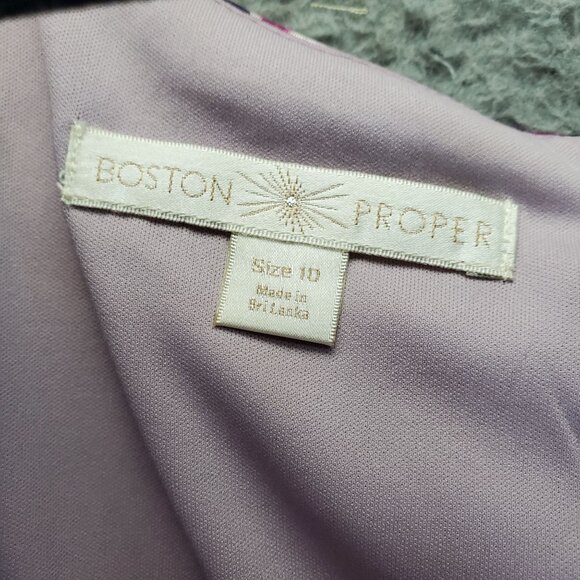 BOSTON PROPER
Size 10
Made in
Sri Lanka